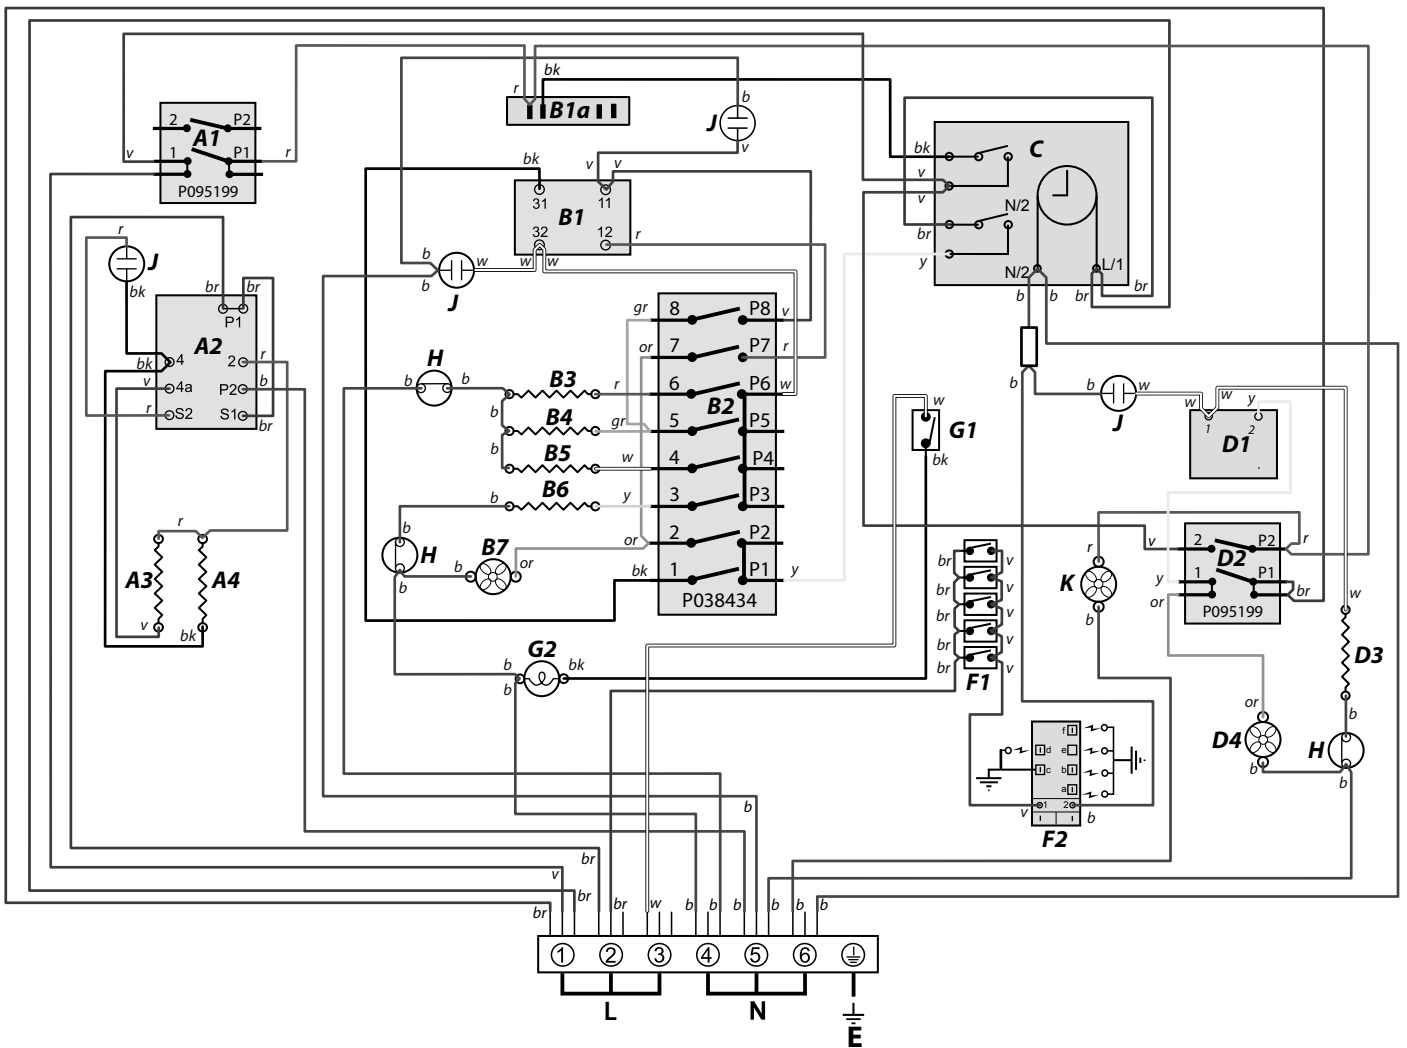 r
bk
B1a
J
b
v
2
P2
A1
v
1
P1
r
P095199
bk
v
v
31
11
B1
32
12
r
w
w
bk
v
v
C
N/2
br
y
N/2
L/1
b
b
br
br
r
J
bk
br
br
P1
A2
bk
4
2
r
v
4a
P2
b
r
S2
S1
br
b
b
w
J
gr
8
P8
v
or
7
P7
r
H
b
b
B3
r
6
P6
w
B2
b
B4
gr
5
P5
b
B5
w
4
P4
B6
b
y
3
P3
b
or
2
P2
H
B7
b
or
b
bk
1
P1
y
P038434
w
G1
bk
b
b
w
J
w
w
y
1
2
D1
r
A3
A4
v
bk
br
v
br
v
br
v
br
v
br
v
F1
r
K
b
v
2
P2
r
D2
y
1
P1
br
or
P095199
w
D3
b
or
D4
H
b
b
G2
b
bk
b
f
d
e
c
b
a
1
2
v
b
F2
b
br
v
br
br
br
w
b
b
b
b
b
b
1
2
3
4
5
6
L
N
E